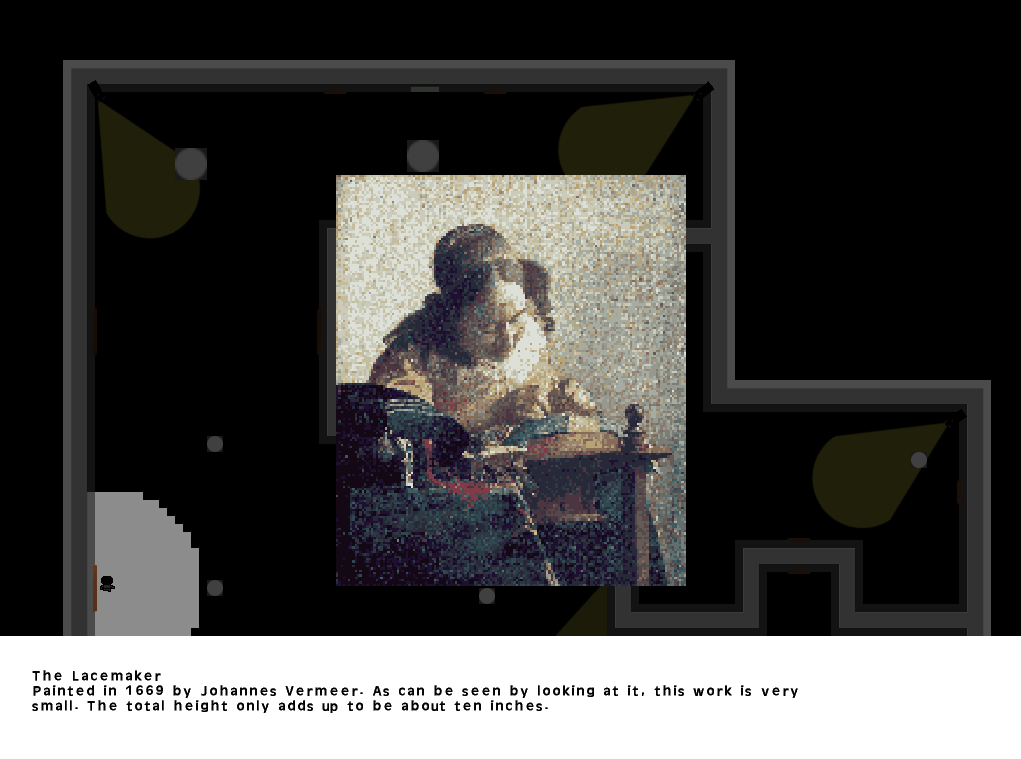 The Lacemaker
Painted in 1669 by Johannes Vermeer. As can be seen by looking at it, this work is very
small. The total height only adds up to be about ten inches.